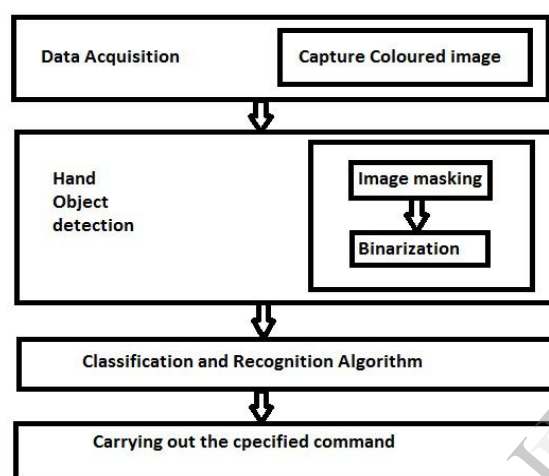 Data Acquisition
Capture Coloured image
Hand
Object
detection
Image masking
Binarization
Classification and Recognition Algorithm
Carrying out the cpecified command